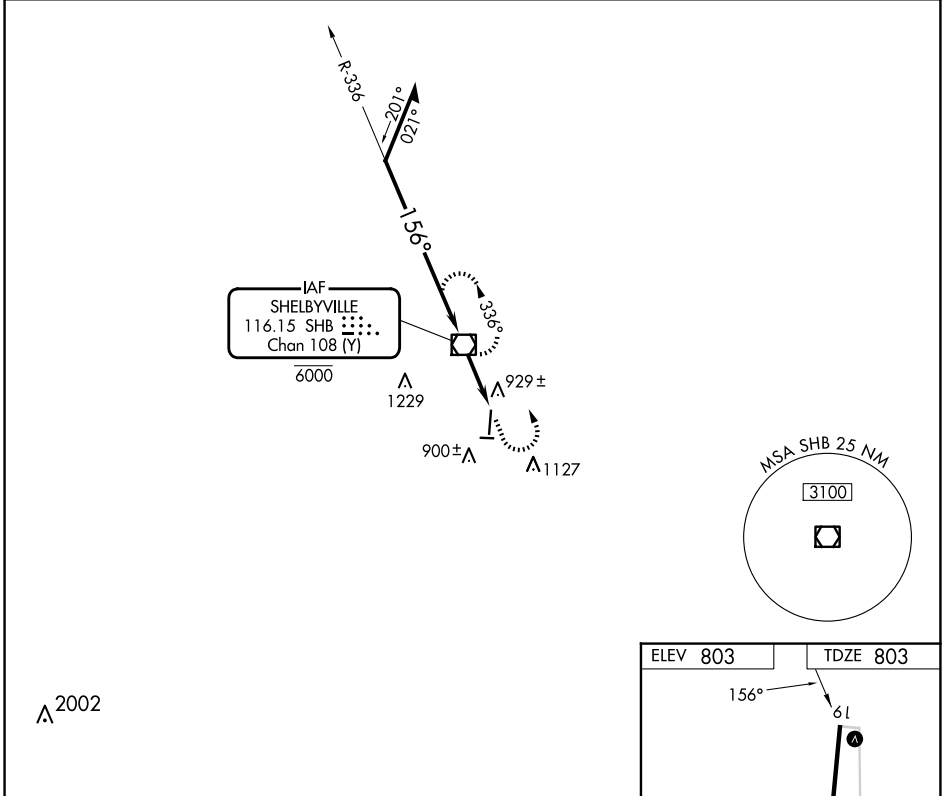 R-336
201°
021°
156°
336°
IAF
SHELBYVILLE
116.15 SHB
Chan 108 (Y)
6000
1229
929 ±
900 ±
1127
MSA SHB 25 NM
3100
2002
ELEV 803
TDZE 803
156°
19
V